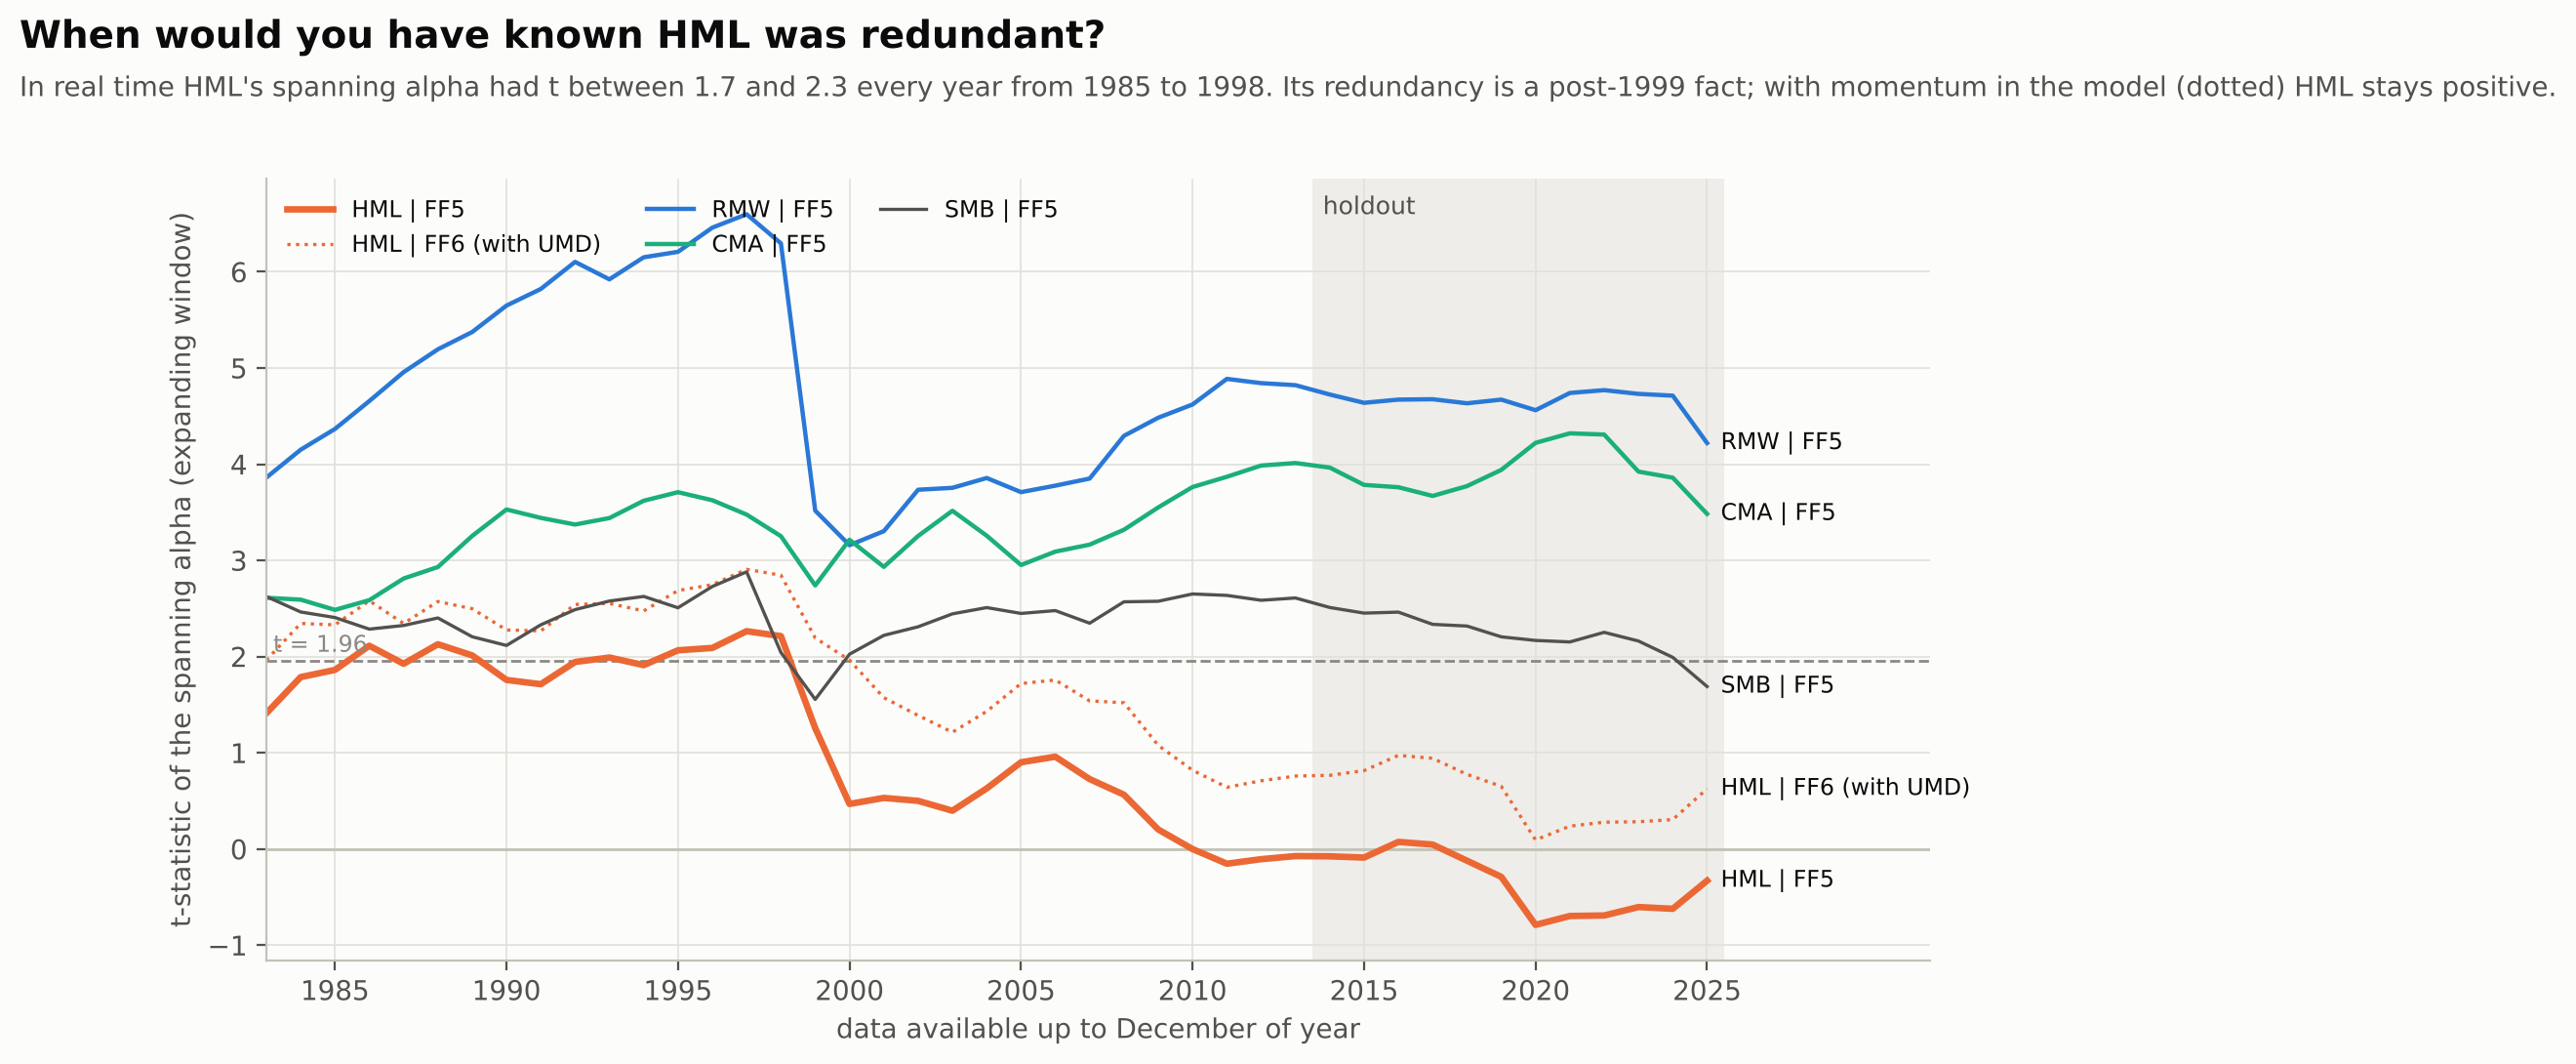 When would you have known HML was redundant?
In real time HML's spanning alpha had t between 1.7 and 2.3 every year from 1985 to 1998. Its redundancy is a post-1999 fact; with momentum in the model (dotted) HML stays positive.
HML | FF5
RMW | FF5
SMB | FF5
HML | FF6 (with UMD)
CMA | FF5
holdout
t-statistic of the spanning alpha (expanding window)
6
5
4
3
2
1
0
−1
t = 1.96
RMW | FF5
CMA | FF5
SMB | FF5
HML | FF6 (with UMD)
HML | FF5
1985 1990 1995 2000 2005 2010 2015 2020 2025
data available up to December of year